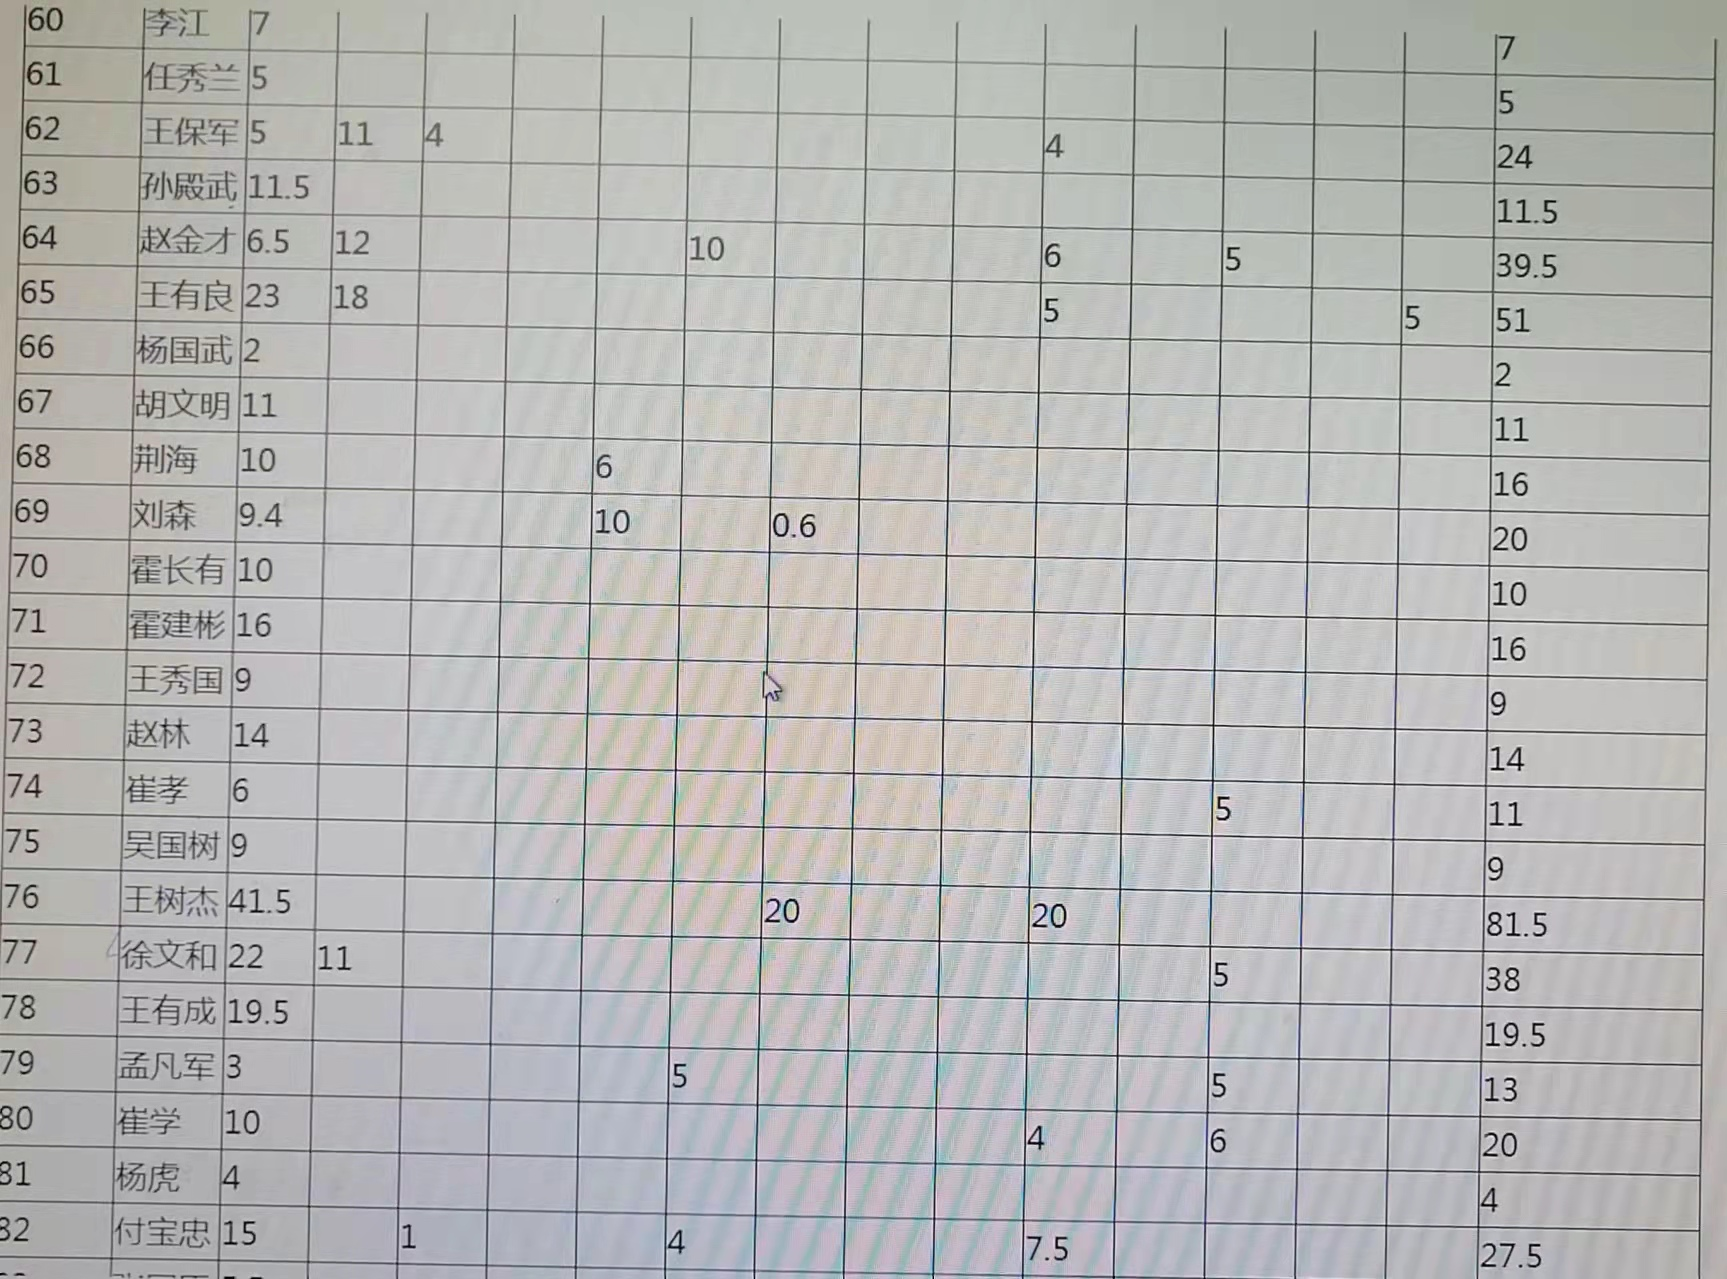 60 李江 7 7
61 任秀兰 5 5
62 王保军 5 11 4 4 24
63 孙殿武 11.5 11.5
64 赵金才 6.5 12 10 6 5 39.5
65 王有良 23 18 5 5 51
66 杨国武 2 2
67 胡文明 11 11
68 荆海 10 6 16
69 刘森 9.4 10 0.6 20
70 霍长有 10 10
71 霍建彬 16 16
72 王秀国 9 9
73 赵林 14 14
74 崔孝 6 5 11
75 吴国树 9 9
76 王树杰 41.5 20 20 81.5
77 徐文和 22 11 5 38
78 王有成 19.5 19.5
79 孟凡军 3 5 5 13
80 崔学 10 4 6 20
81 杨虎 4 4
82 付宝忠 15 1 4 7.5 27.5